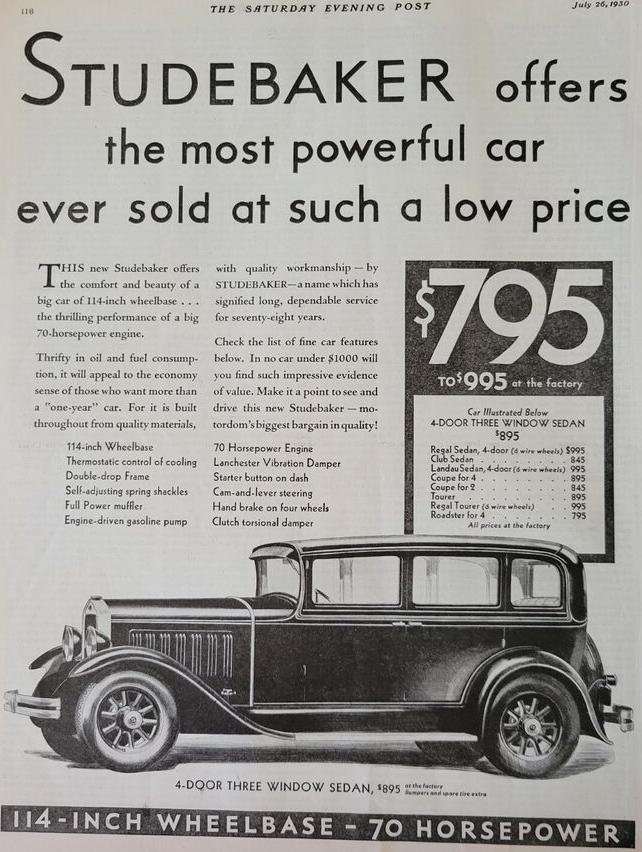 116
THE SATURDAY EVENING POST
July 26, 1930
STUDEBAKER offers
the most powerful car
ever sold at such a low price
THIS new Studebaker offers
the comfort and beauty of a
big car of 114-inch wheelbase . . .
the thrilling performance of a big
70-horsepower engine.
Thrifty in oil and fuel consump-
tion, it will appeal to the economy
sense of those who want more than
a "one-year" car. For it is built
throughout from quality materials,
with quality workmanship — by
STUDEBAKER—a name which has
signified long, dependable service
for seventy-eight years.
Check the list of fine car features
below. In no car under $1000 will
you find such impressive evidence
of value. Make it a point to see and
drive this new Studebaker — mo-
tordom's biggest bargain in quality!
114-inch Wheelbase
Thermostatic control of cooling
Double-drop Frame
Self-adjusting spring shackles
Full Power muffler
Engine-driven gasoline pump
70 Horsepower Engine
Lanchester Vibration Damper
Starter button on dash
Cam-and-lever steering
Hand brake on four wheels
Clutch torsional damper
$795
TO $995 at the factory
Car Illustrated Below
4-DOOR THREE WINDOW SEDAN
$895
Regal Sedan, 4-door (6 wire wheels) $995
Club Sedan . . . . . . . . . 845
Landau Sedan, 4-door (6 wire wheels) 995
Coupe for 4 . . . . . . . . . 895
Coupe for 2 . . . . . . . . . 845
Tourer . . . . . . . . . . 895
Regal Tourer (6 wire wheels) . . . 995
Roadster for 4 . . . . . . . . 795
All prices at the factory
4-DOOR THREE WINDOW SEDAN, $895 at the factory
Bumpers and spare tire extra
114-INCH WHEELBASE - 70 HORSEPOWER